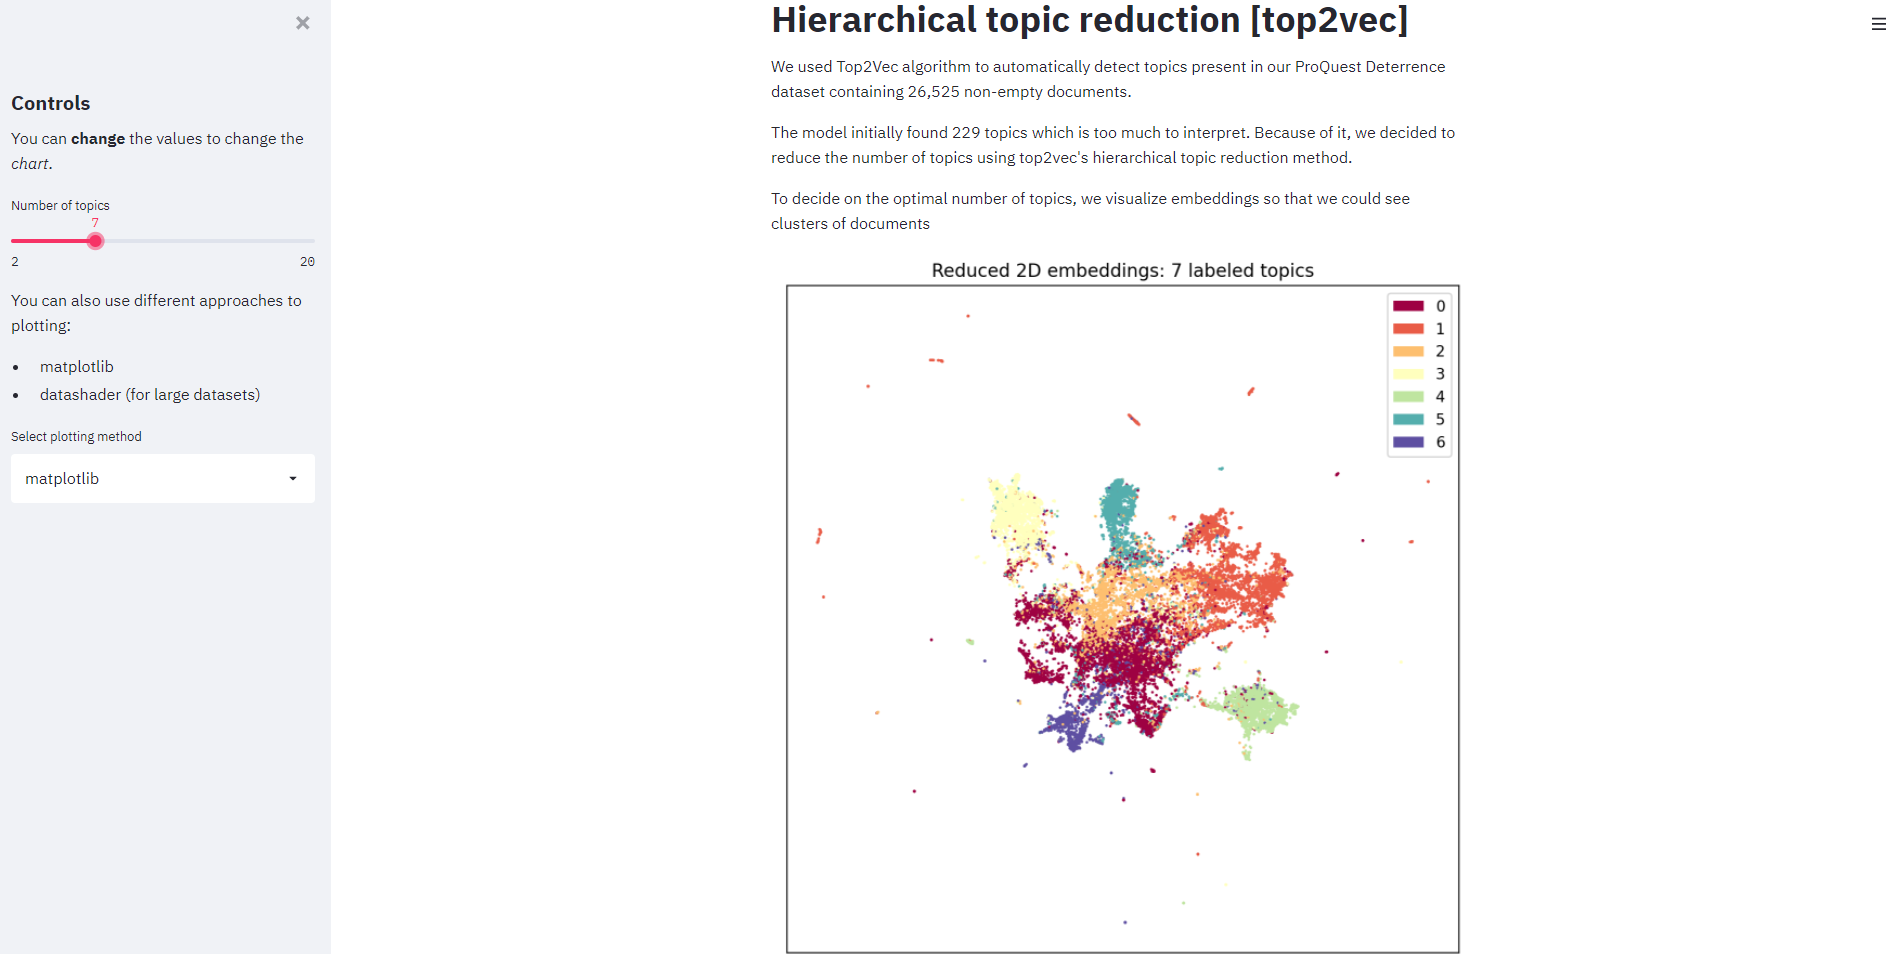 ×
Controls
You can change the values to change the
chart.
Number of topics
7
2 20
You can also use different approaches to
plotting:
• matplotlib
• datashader (for large datasets)
Select plotting method
matplotlib
Hierarchical topic reduction [top2vec]
We used Top2Vec algorithm to automatically detect topics present in our ProQuest Deterrence
dataset containing 26,525 non-empty documents.
The model initially found 229 topics which is too much to interpret. Because of it, we decided to
reduce the number of topics using top2vec's hierarchical topic reduction method.
To decide on the optimal number of topics, we visualize embeddings so that we could see
clusters of documents
Reduced 2D embeddings: 7 labeled topics
0
1
2
3
4
5
6